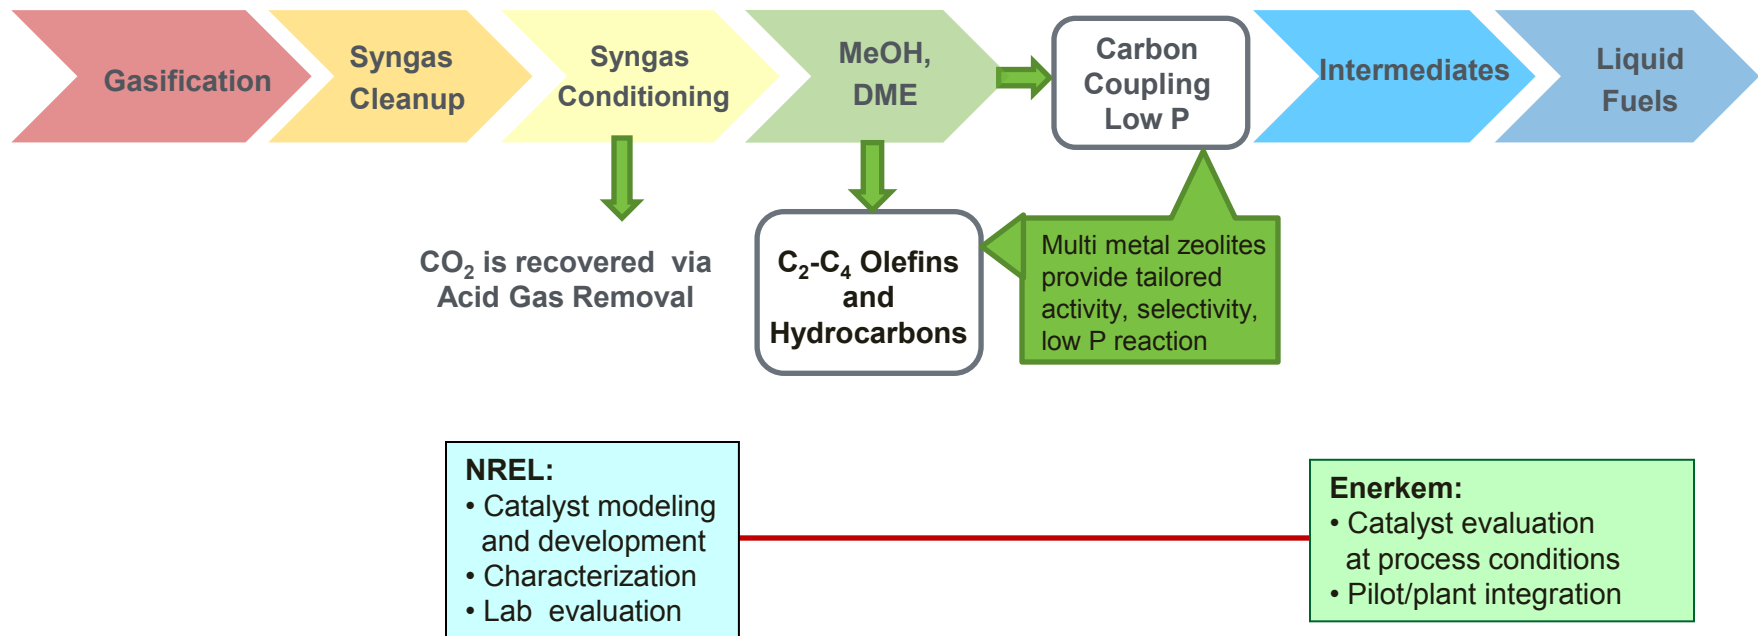 Gasification
Syngas
Cleanup
Syngas
Conditioning
MeOH,
DME
Carbon
Coupling
Low P
Intermediates
Liquid
Fuels
CO₂ is recovered via
Acid Gas Removal
C₂-C₄ Olefins
and
Hydrocarbons
Multi metal zeolites
provide tailored
activity, selectivity,
low P reaction
NREL:
• Catalyst modeling
and development
• Characterization
• Lab evaluation
Enerkem:
• Catalyst evaluation
at process conditions
• Pilot/plant integration